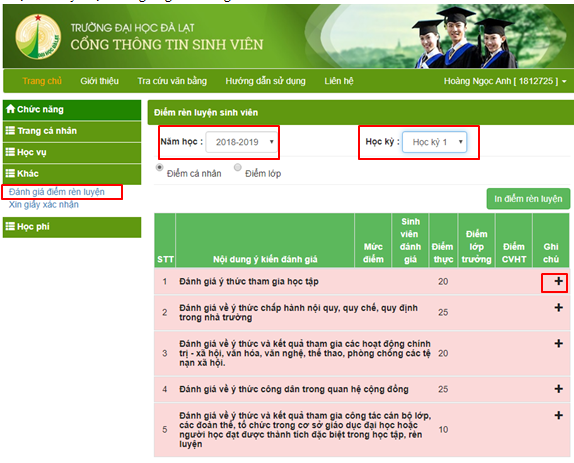 TRƯỜNG ĐẠI HỌC ĐÀ LẠT
CỔNG THÔNG TIN SINH VIÊN
Trang chủ Giới thiệu Tra cứu văn bằng Hướng dẫn sử dụng Liên hệ Hoàng Ngọc Anh [ 1812725 ]
Chức năng
Trang cá nhân
Học vụ
Khác
Đánh giá điểm rèn luyện
Xin giấy xác nhận
Học phí
Điểm rèn luyện sinh viên
Năm học : 2018-2019 Học kỳ : Học kỳ 1
Điểm cá nhân Điểm lớp
In điểm rèn luyện
STT Nội dung ý kiến đánh giá Mức điểm Sinh viên đánh giá Điểm thực Điểm lớp trưởng Điểm CVHT Ghi chú
1 Đánh giá ý thức tham gia học tập 20 +
2 Đánh giá về ý thức chấp hành nội quy, quy chế, quy định
trong nhà trường 25 +
3 Đánh giá về ý thức và kết quả tham gia các hoạt động chính
trị - xã hội, văn hóa, văn nghệ, thể thao, phòng chống các tệ
nạn xã hội. 20 +
4 Đánh giá về ý thức công dân trong quan hệ cộng đồng 25 +
5 Đánh giá về ý thức và kết quả tham gia công tác cán bộ lớp,
các đoàn thể, tổ chức trong cơ sở giáo dục đại học hoặc
người học đạt được thành tích đặc biệt trong học tập, rèn
luyện 10 +